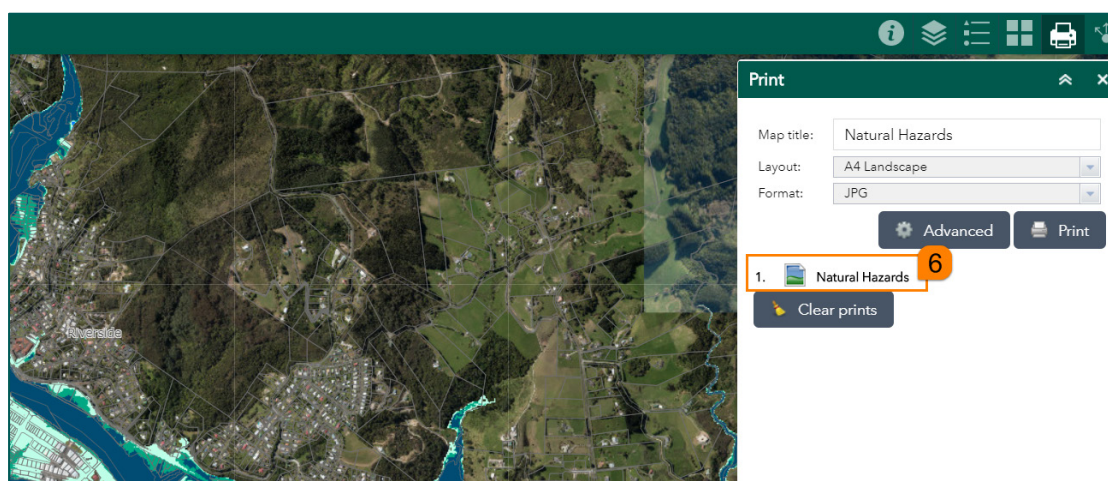 Print
Map title: Natural Hazards
Layout: A4 Landscape
Format: JPG
Advanced Print
1. Natural Hazards 6
Clear prints
Riverside